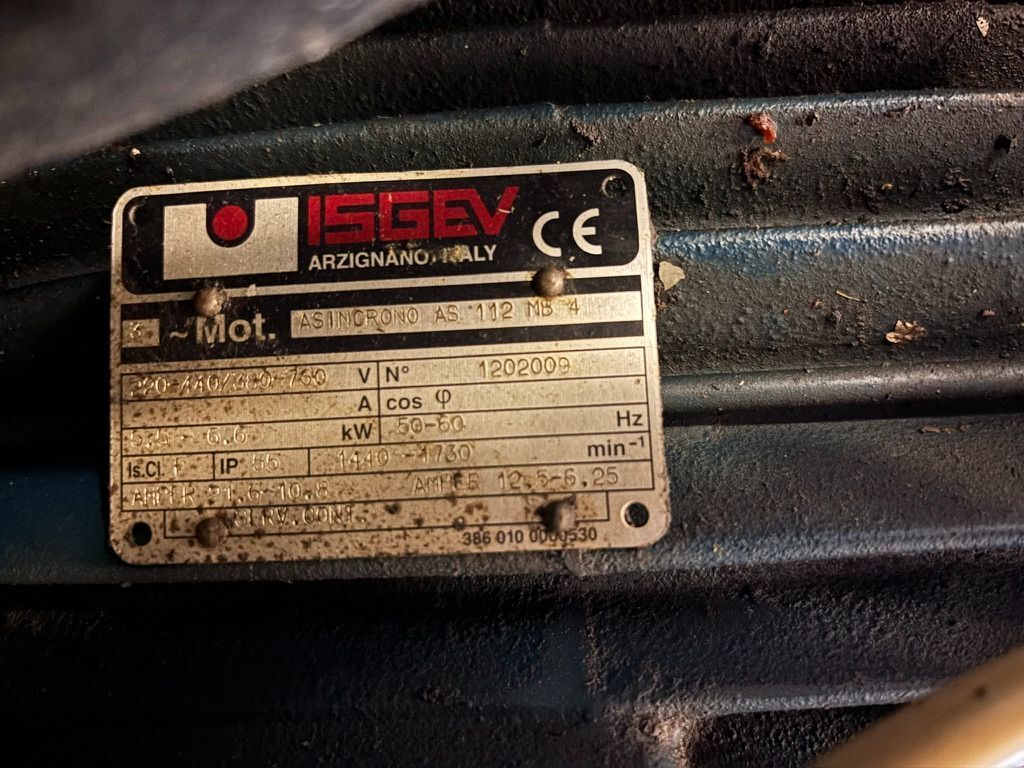 ISGEV
CE
ARZIGNANO, ITALY
3 ~ Mot. ASINCRONO AS 112 MB 4
220-440/380-760 V N° 1202009
A cos φ
5,5 6,6 kW 50-60 Hz
Is.Cl. F IP 55 1440 1730 min⁻¹
AMPER 21,6-10,8 AMPER 12,5-6,25
SERV.CONT.
386 010 0000530